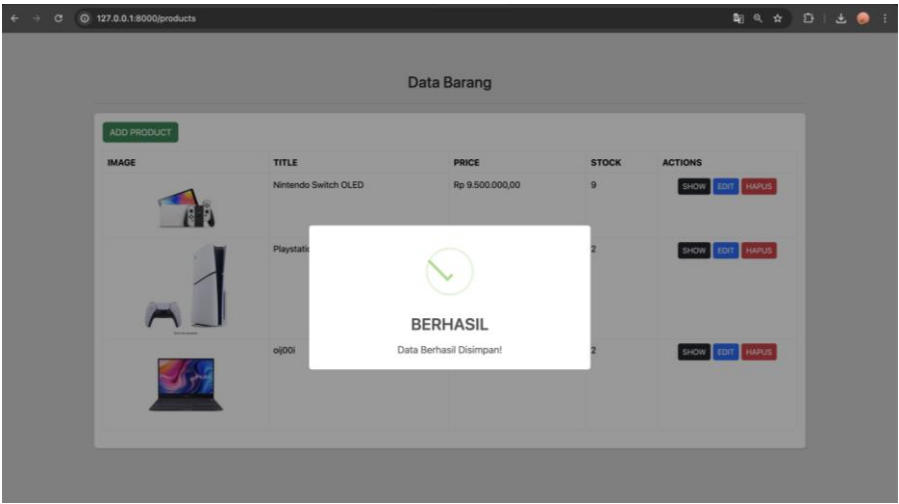 127.0.0.1:8000/products
Data Barang
ADD PRODUCT
IMAGE TITLE PRICE STOCK ACTIONS
Nintendo Switch OLED Rp 9.500.000,00 9 SHOW EDIT HAPUS
2 SHOW EDIT HAPUS
BERHASIL
Data Berhasil Disimpan!
oij00i 2 SHOW EDIT HAPUS